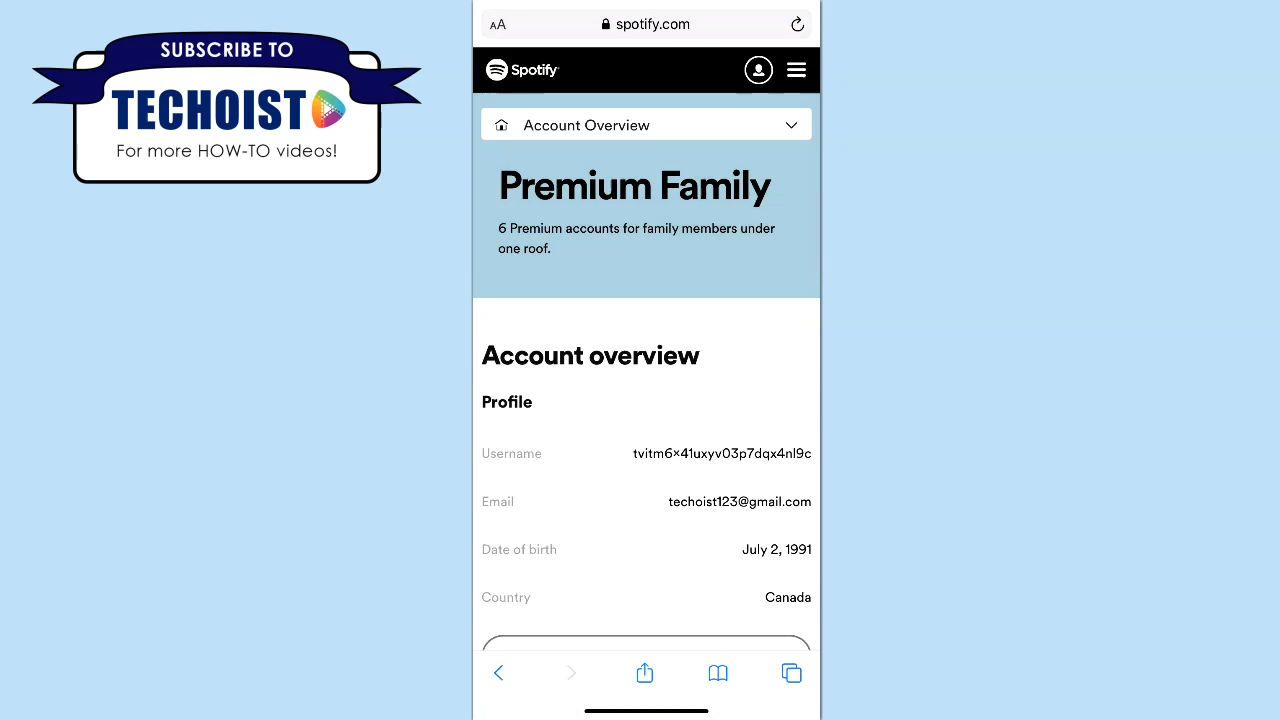 SUBSCRIBE TO
TECHOIST
For more HOW-TO videos!
AA
spotify.com
Spotify
Account Overview
Premium Family
6 Premium accounts for family members under
one roof.
Account overview
Profile
Username tvitm6x41uxyv03p7dqx4nl9c
Email techoist123@gmail.com
Date of birth July 2, 1991
Country Canada